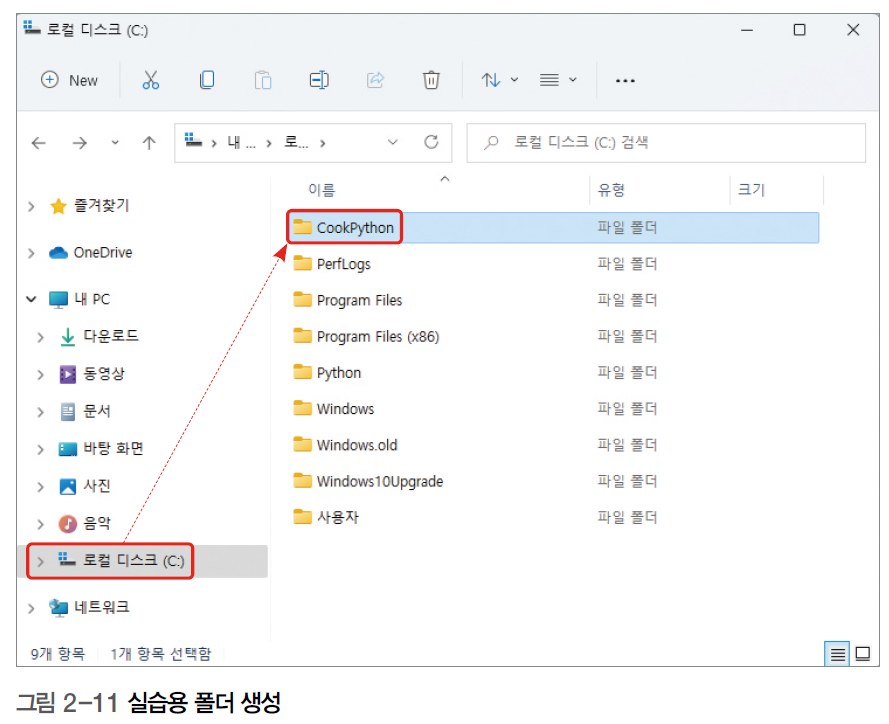 로컬 디스크 (C:)
New
내 ... 로...
로컬 디스크 (C:) 검색
이름 유형 크기
즐겨찾기
OneDrive
내 PC
다운로드
동영상
문서
바탕 화면
사진
음악
로컬 디스크 (C:)
네트워크
CookPython 파일 폴더
PerfLogs 파일 폴더
Program Files 파일 폴더
Program Files (x86) 파일 폴더
Python 파일 폴더
Windows 파일 폴더
Windows.old 파일 폴더
Windows10Upgrade 파일 폴더
사용자 파일 폴더
9개 항목 1개 항목 선택함
그림 2-11 실습용 폴더 생성